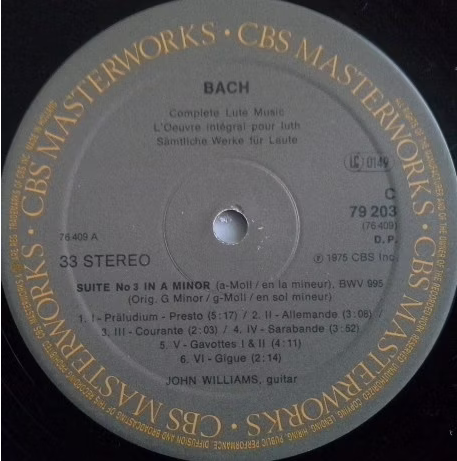 CBS MASTERWORKS · CBS MASTERWORKS · CBS MASTERWORKS · CBS MASTERWORKS ·
BACH
Complete Lute Music
L'Oeuvre intégral pour luth
Sämtliche Werke für Laute
LC 0149
C
79 203
(76409)
D.P.
76409 A
33 STEREO
℗ 1975 CBS Inc.
SUITE No 3 IN A MINOR (a-Moll / en la mineur), BWV 995
(Orig. G Minor / g-Moll / en sol mineur)
1. I - Präludium - Presto (5:17) / 2. II - Allemande (3:08) /
3. III - Courante (2:03) / 4. IV - Sarabande (3:52)
5. V - Gavottes I & II (4:11)
6. VI - Gigue (2:14)
JOHN WILLIAMS, guitar